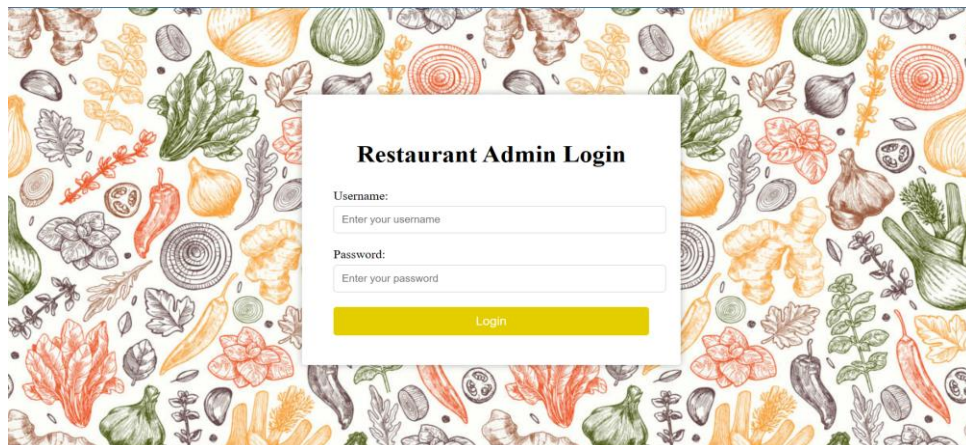 Restaurant Admin Login
Username:
Enter your username
Password:
Enter your password
Login